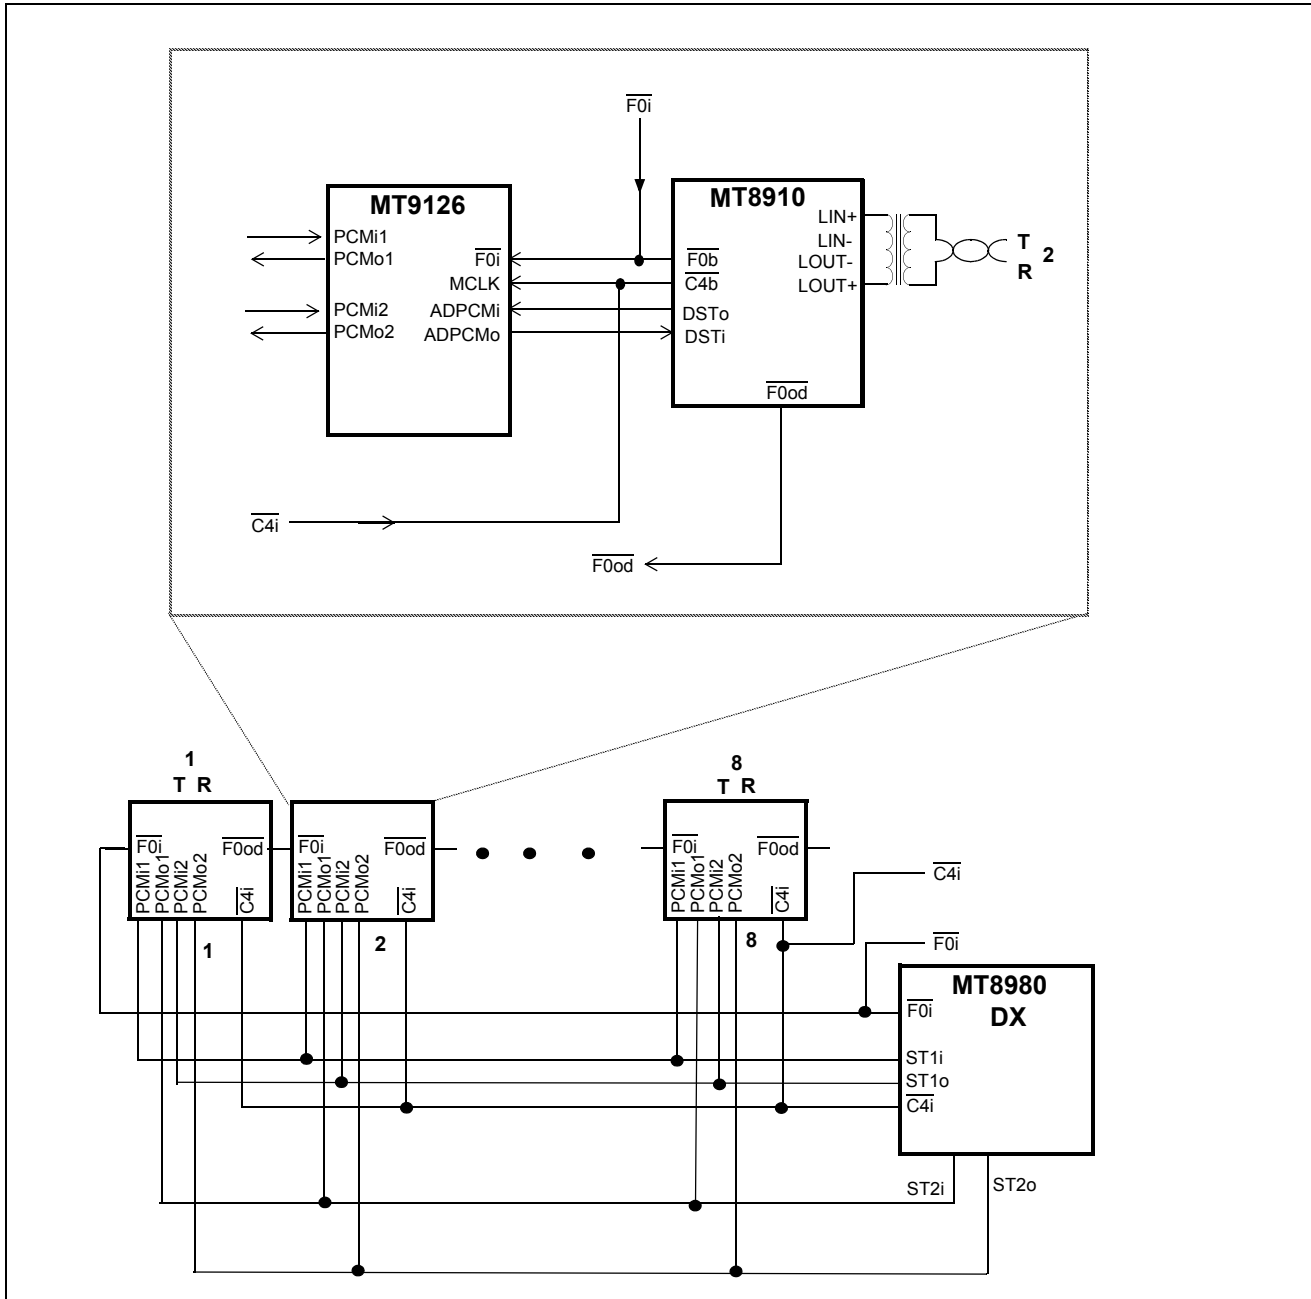 F0i
MT9126
MT8910
PCMi1
PCMo1
PCMi2
PCMo2
F0i
MCLK
ADPCMi
ADPCMo
F0b
C4b
DSTo
DSTi
LIN+
LIN-
LOUT-
LOUT+
F0od
T
R
2
C4i
F0od
1
T R
F0i
F0od
PCMi1
PCMo1
PCMi2
PCMo2
C4i
1
F0i
F0od
PCMi1
PCMo1
PCMi2
PCMo2
C4i
2
8
T R
F0i
F0od
PCMi1
PCMo1
PCMi2
PCMo2
C4i
8
C4i
F0i
MT8980
DX
F0i
ST1i
ST1o
C4i
ST2i
ST2o